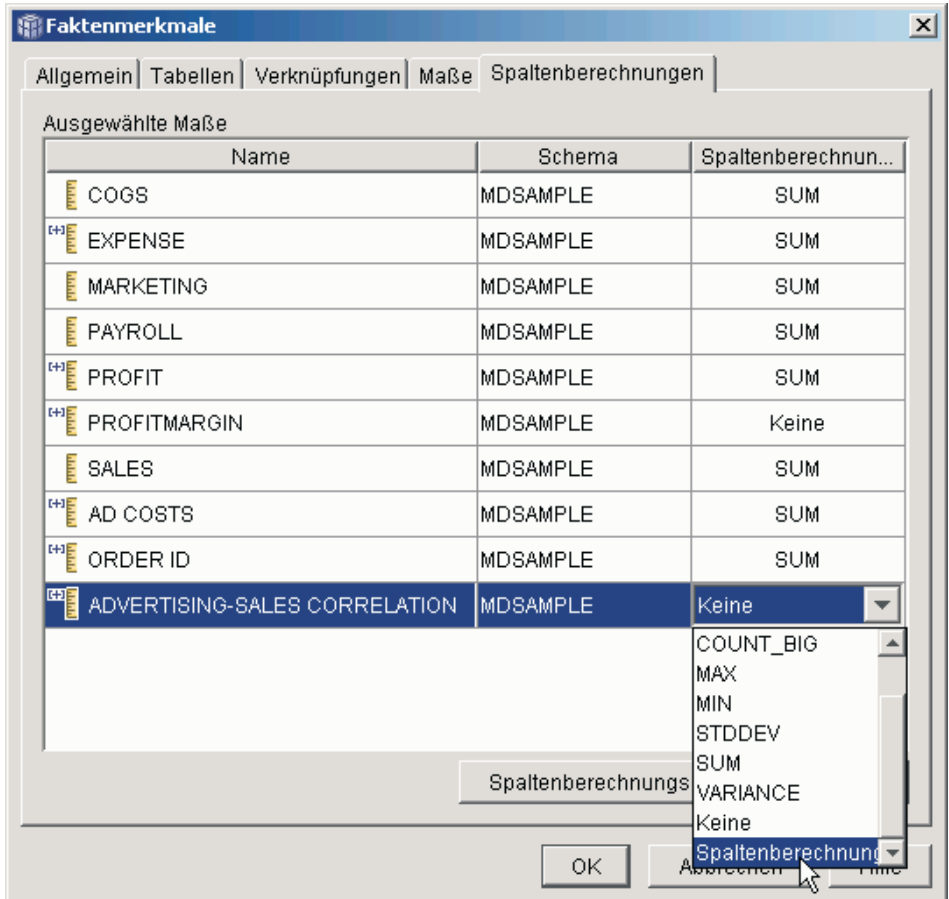 Faktenmerkmale
Allgemein Tabellen Verknüpfungen Maße Spaltenberechnungen
Ausgewählte Maße
Name Schema Spaltenberechnun...
COGS MDSAMPLE SUM
EXPENSE MDSAMPLE SUM
MARKETING MDSAMPLE SUM
PAYROLL MDSAMPLE SUM
PROFIT MDSAMPLE SUM
PROFITMARGIN MDSAMPLE Keine
SALES MDSAMPLE SUM
AD COSTS MDSAMPLE SUM
ORDER ID MDSAMPLE SUM
ADVERTISING-SALES CORRELATION MDSAMPLE Keine
COUNT_BIG
MAX
MIN
STDDEV
SUM
VARIANCE
Keine
Spaltenberechnung
Spaltenberechnungs
OK Abbrechen Hilfe